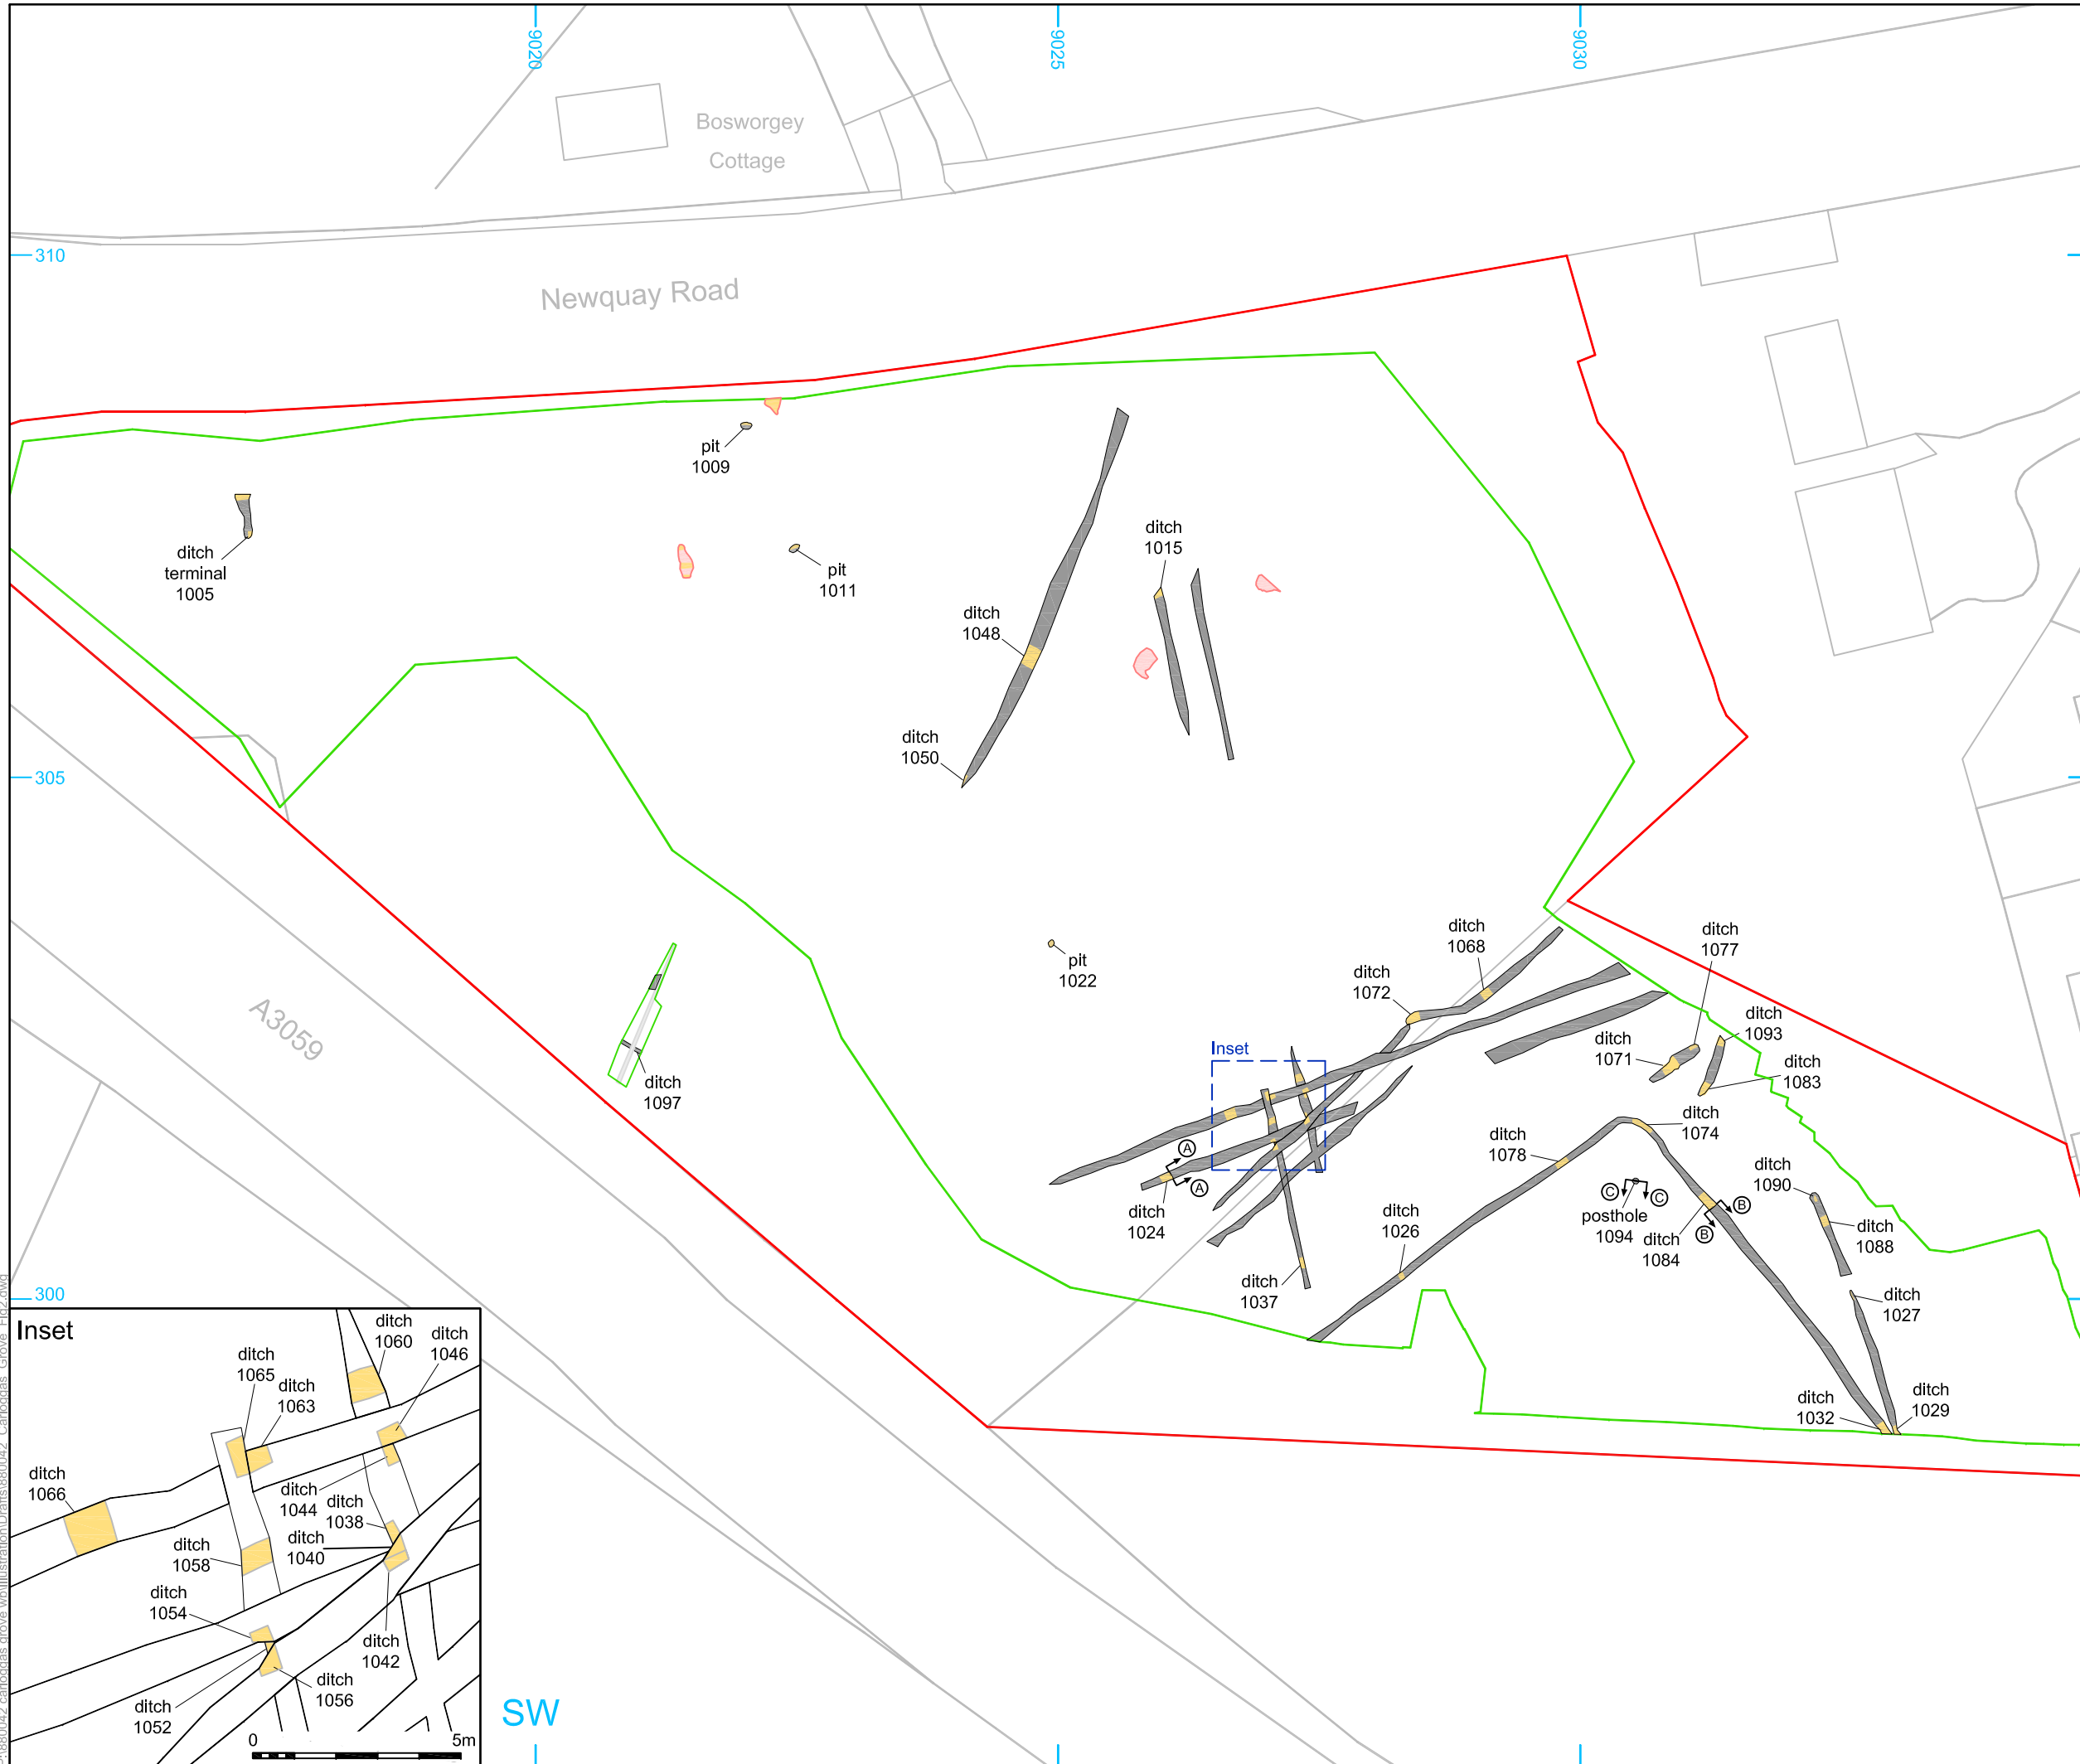 9020
9025
9030
Bosworgey
Cottage
310
Newquay Road
pit
1009
ditch
terminal
1005
pit
1011
ditch
1015
ditch
1048
ditch
1050
305
ditch
1068
ditch
1077
pit
1022
ditch
1072
A3059
ditch
1093
ditch
1071
Inset
ditch
1083
ditch
1097
ditch
1074
A
A
ditch
1078
ditch
1090
C
C
B
B
posthole
1094
ditch
1084
ditch
1024
ditch
1026
ditch
1088
ditch
1037
300
ditch
1027
ditch
1032
ditch
1029
Inset
ditch
1060
ditch
1046
ditch
1065
ditch
1063
ditch
1066
ditch
1044
ditch
1038
ditch
1040
ditch
1058
ditch
1054
ditch
1042
ditch
1056
ditch
1052
0
5m
SW